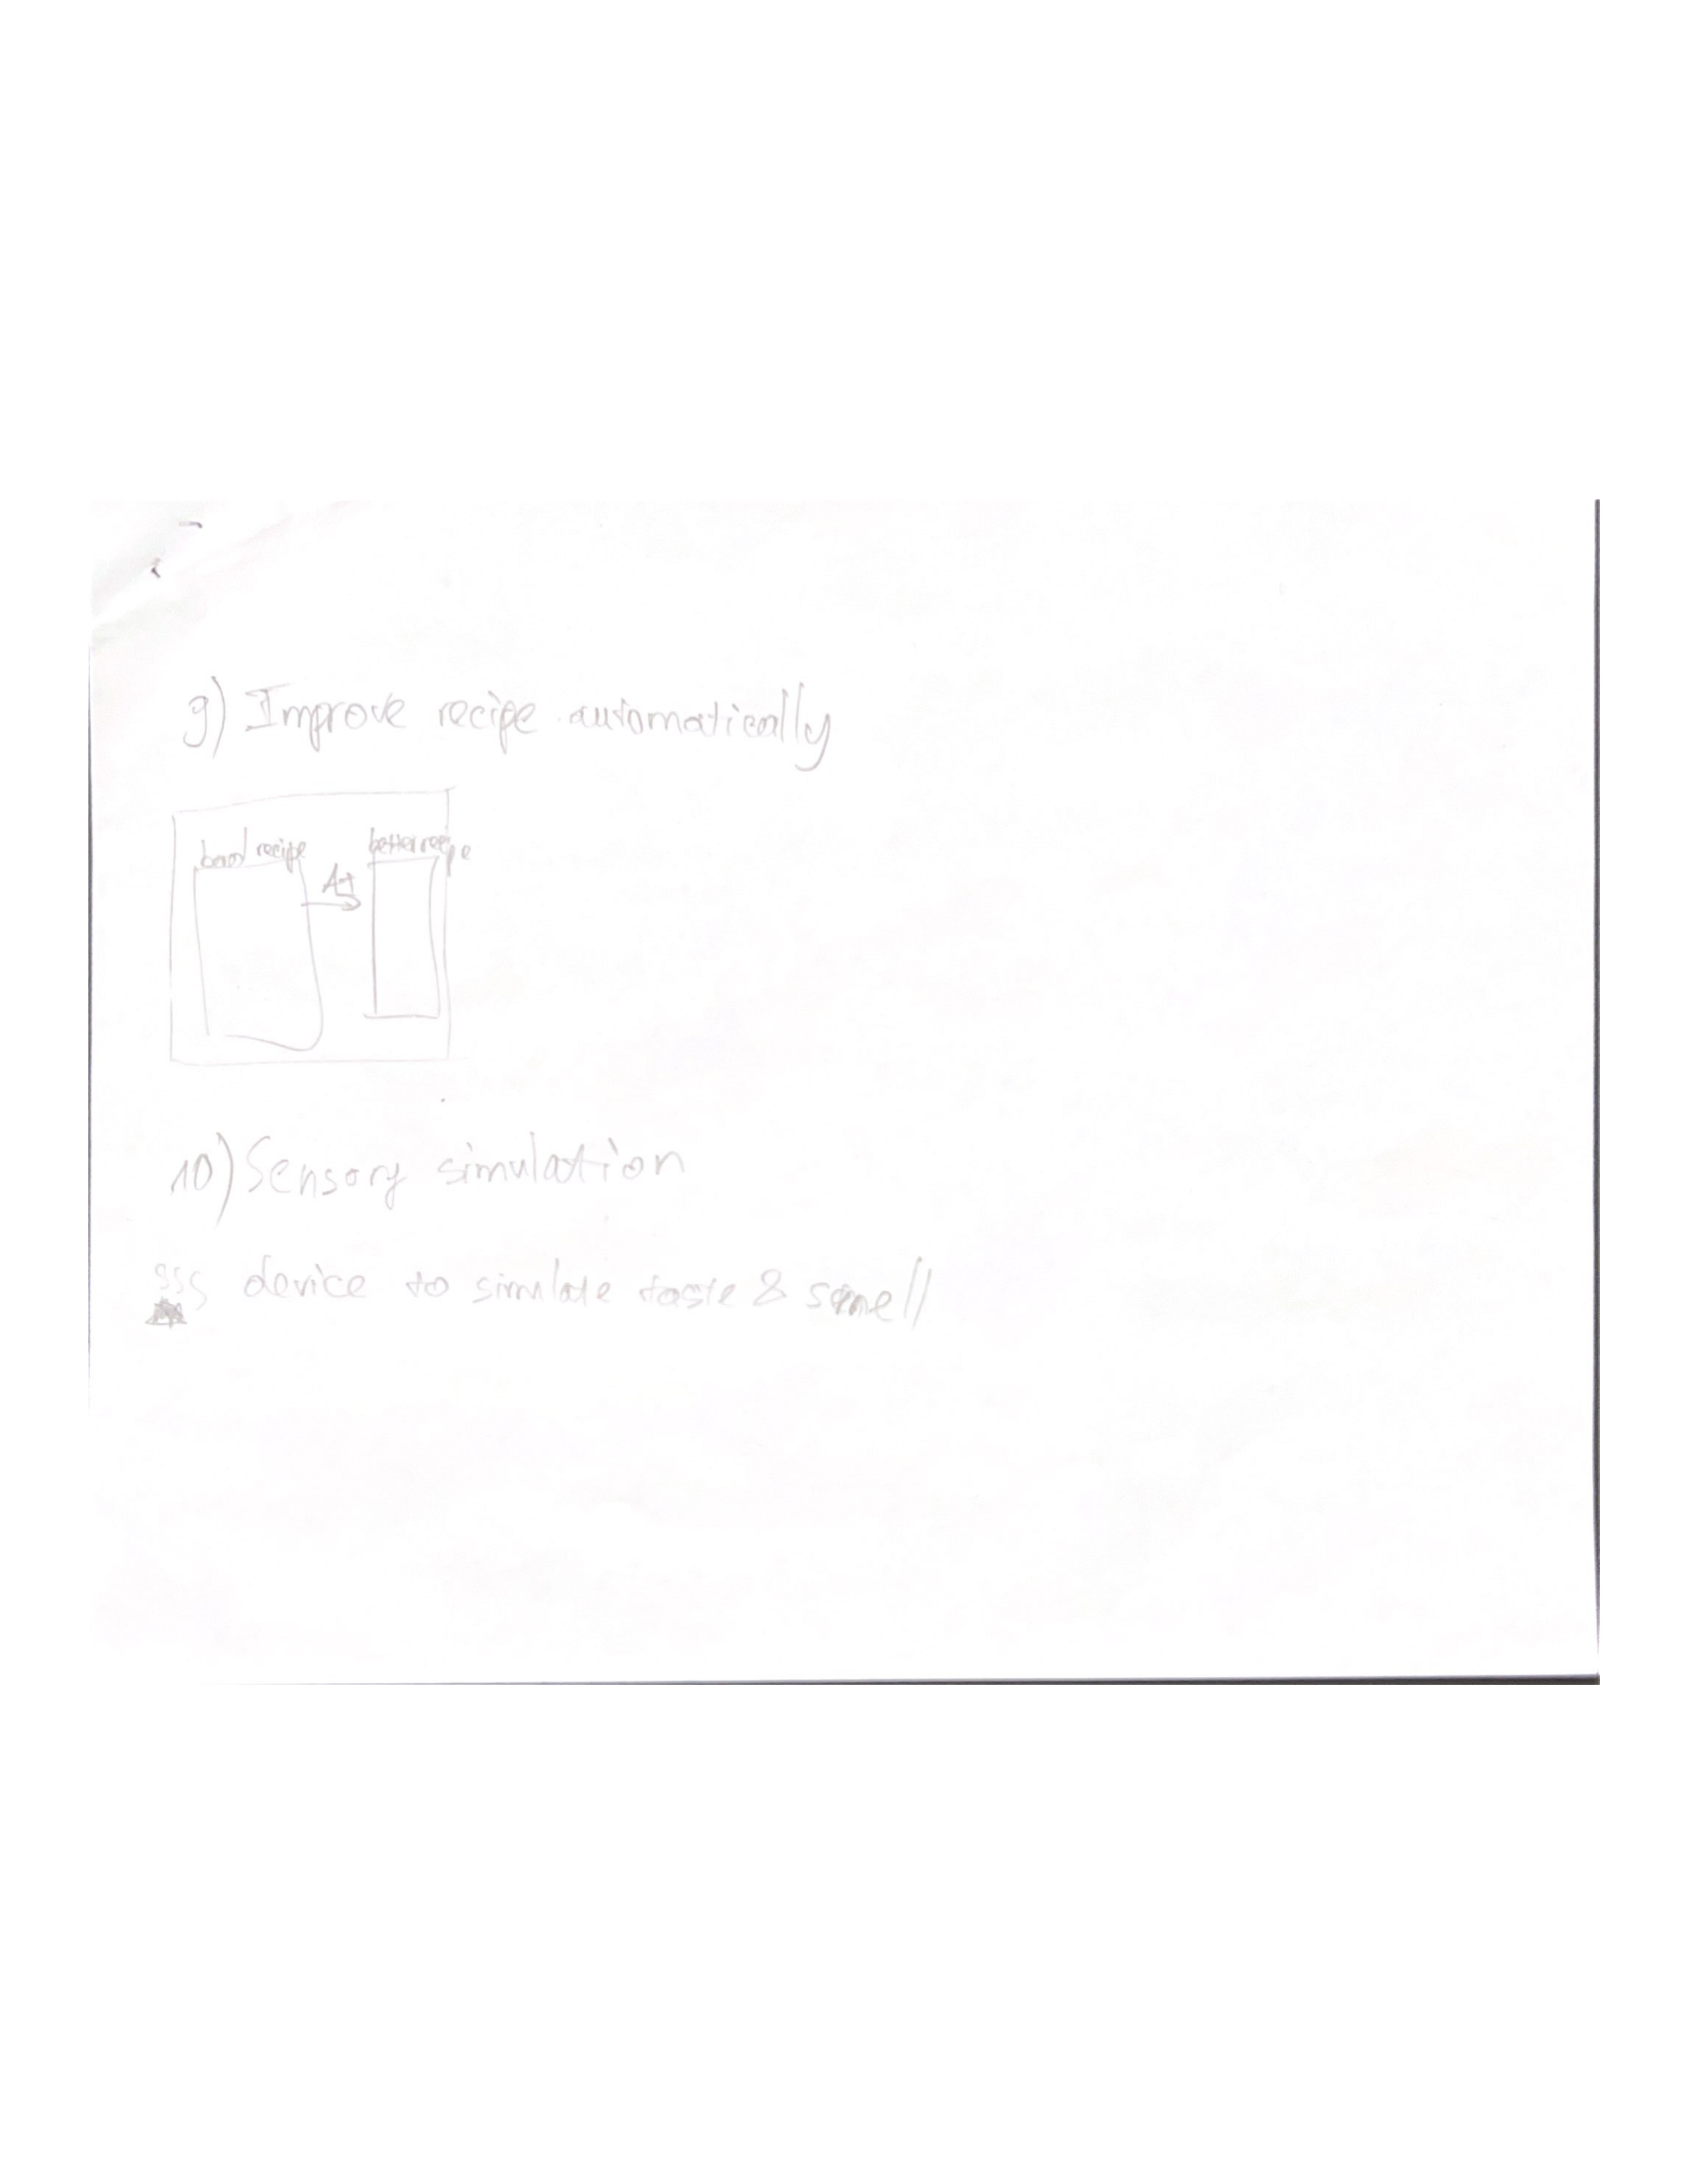 9) Improve recipe automatically
bad recipe
AI
better recipe
10) Sensory simulation
device to simulate taste & smell